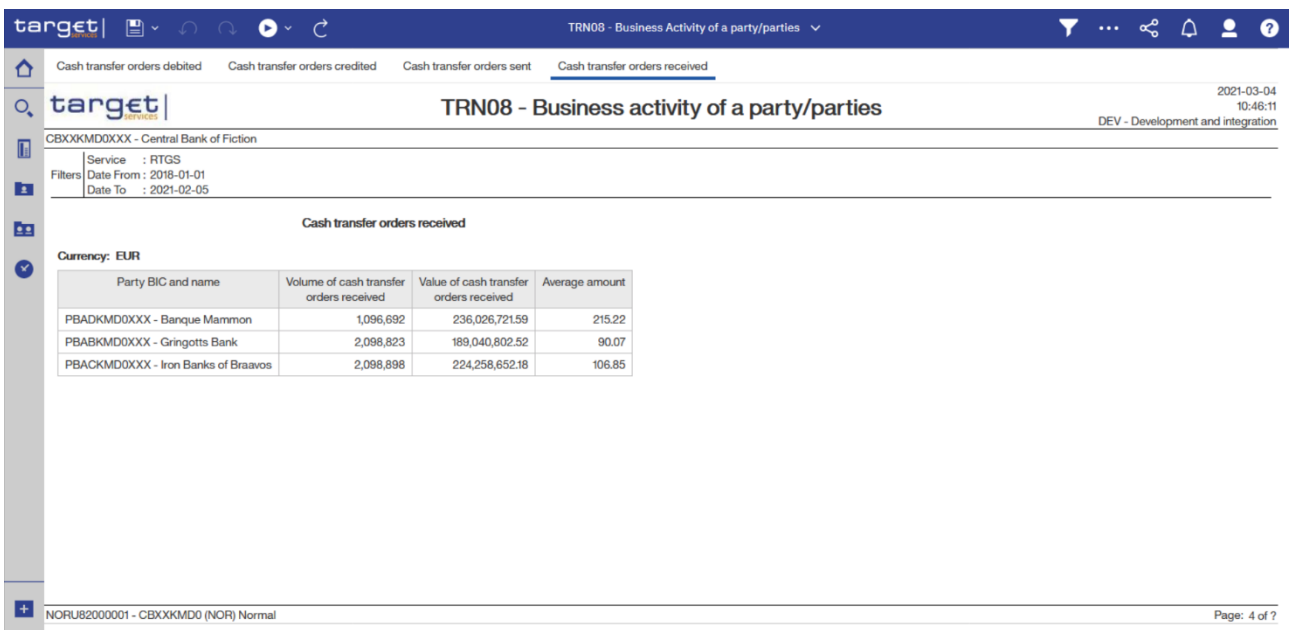 target| services TRN08 - Business Activity of a party/parties
Cash transfer orders debited Cash transfer orders credited Cash transfer orders sent Cash transfer orders received
target| services TRN08 - Business activity of a party/parties
2021-03-04
10:46:11
DEV - Development and integration
CBXXKMD0XXX - Central Bank of Fiction
Filters
Service : RTGS
Date From : 2018-01-01
Date To : 2021-02-05
Cash transfer orders received
Currency: EUR
Party BIC and name Volume of cash transfer orders received Value of cash transfer orders received Average amount
PBADKMD0XXX - Banque Mammon 1,096,692 236,026,721.59 215.22
PBABKMD0XXX - Gringotts Bank 2,098,823 189,040,802.52 90.07
PBACKMD0XXX - Iron Banks of Braavos 2,098,898 224,258,652.18 106.85
NORU82000001 - CBXXKMD0 (NOR) Normal Page: 4 of ?